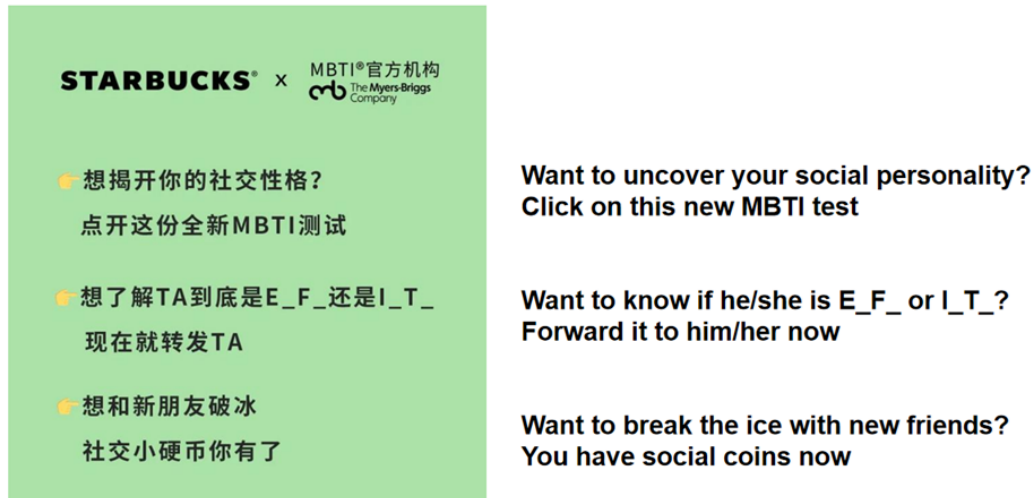 STARBUCKS® x MBTI®官方机构
The Myers-Briggs
Company
👉想揭开你的社交性格?
点开这份全新MBTI测试
Want to uncover your social personality?
Click on this new MBTI test
👉想了解TA到底是E_F_还是I_T_
现在就转发TA
Want to know if he/she is E_F_ or I_T_?
Forward it to him/her now
👉想和新朋友破冰
社交小硬币你有了
Want to break the ice with new friends?
You have social coins now